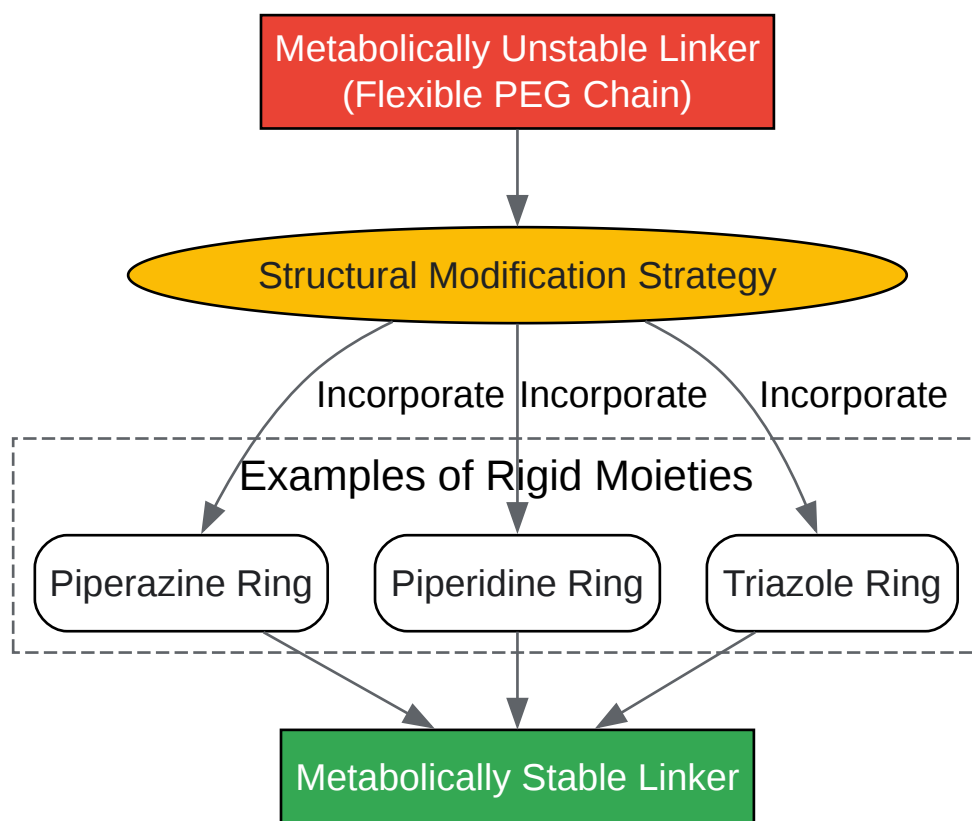 Metabolically Unstable Linker
(Flexible PEG Chain)
Structural Modification Strategy
Incorporate Incorporate Incorporate
Examples of Rigid Moieties
Piperazine Ring Piperidine Ring Triazole Ring
Metabolically Stable Linker